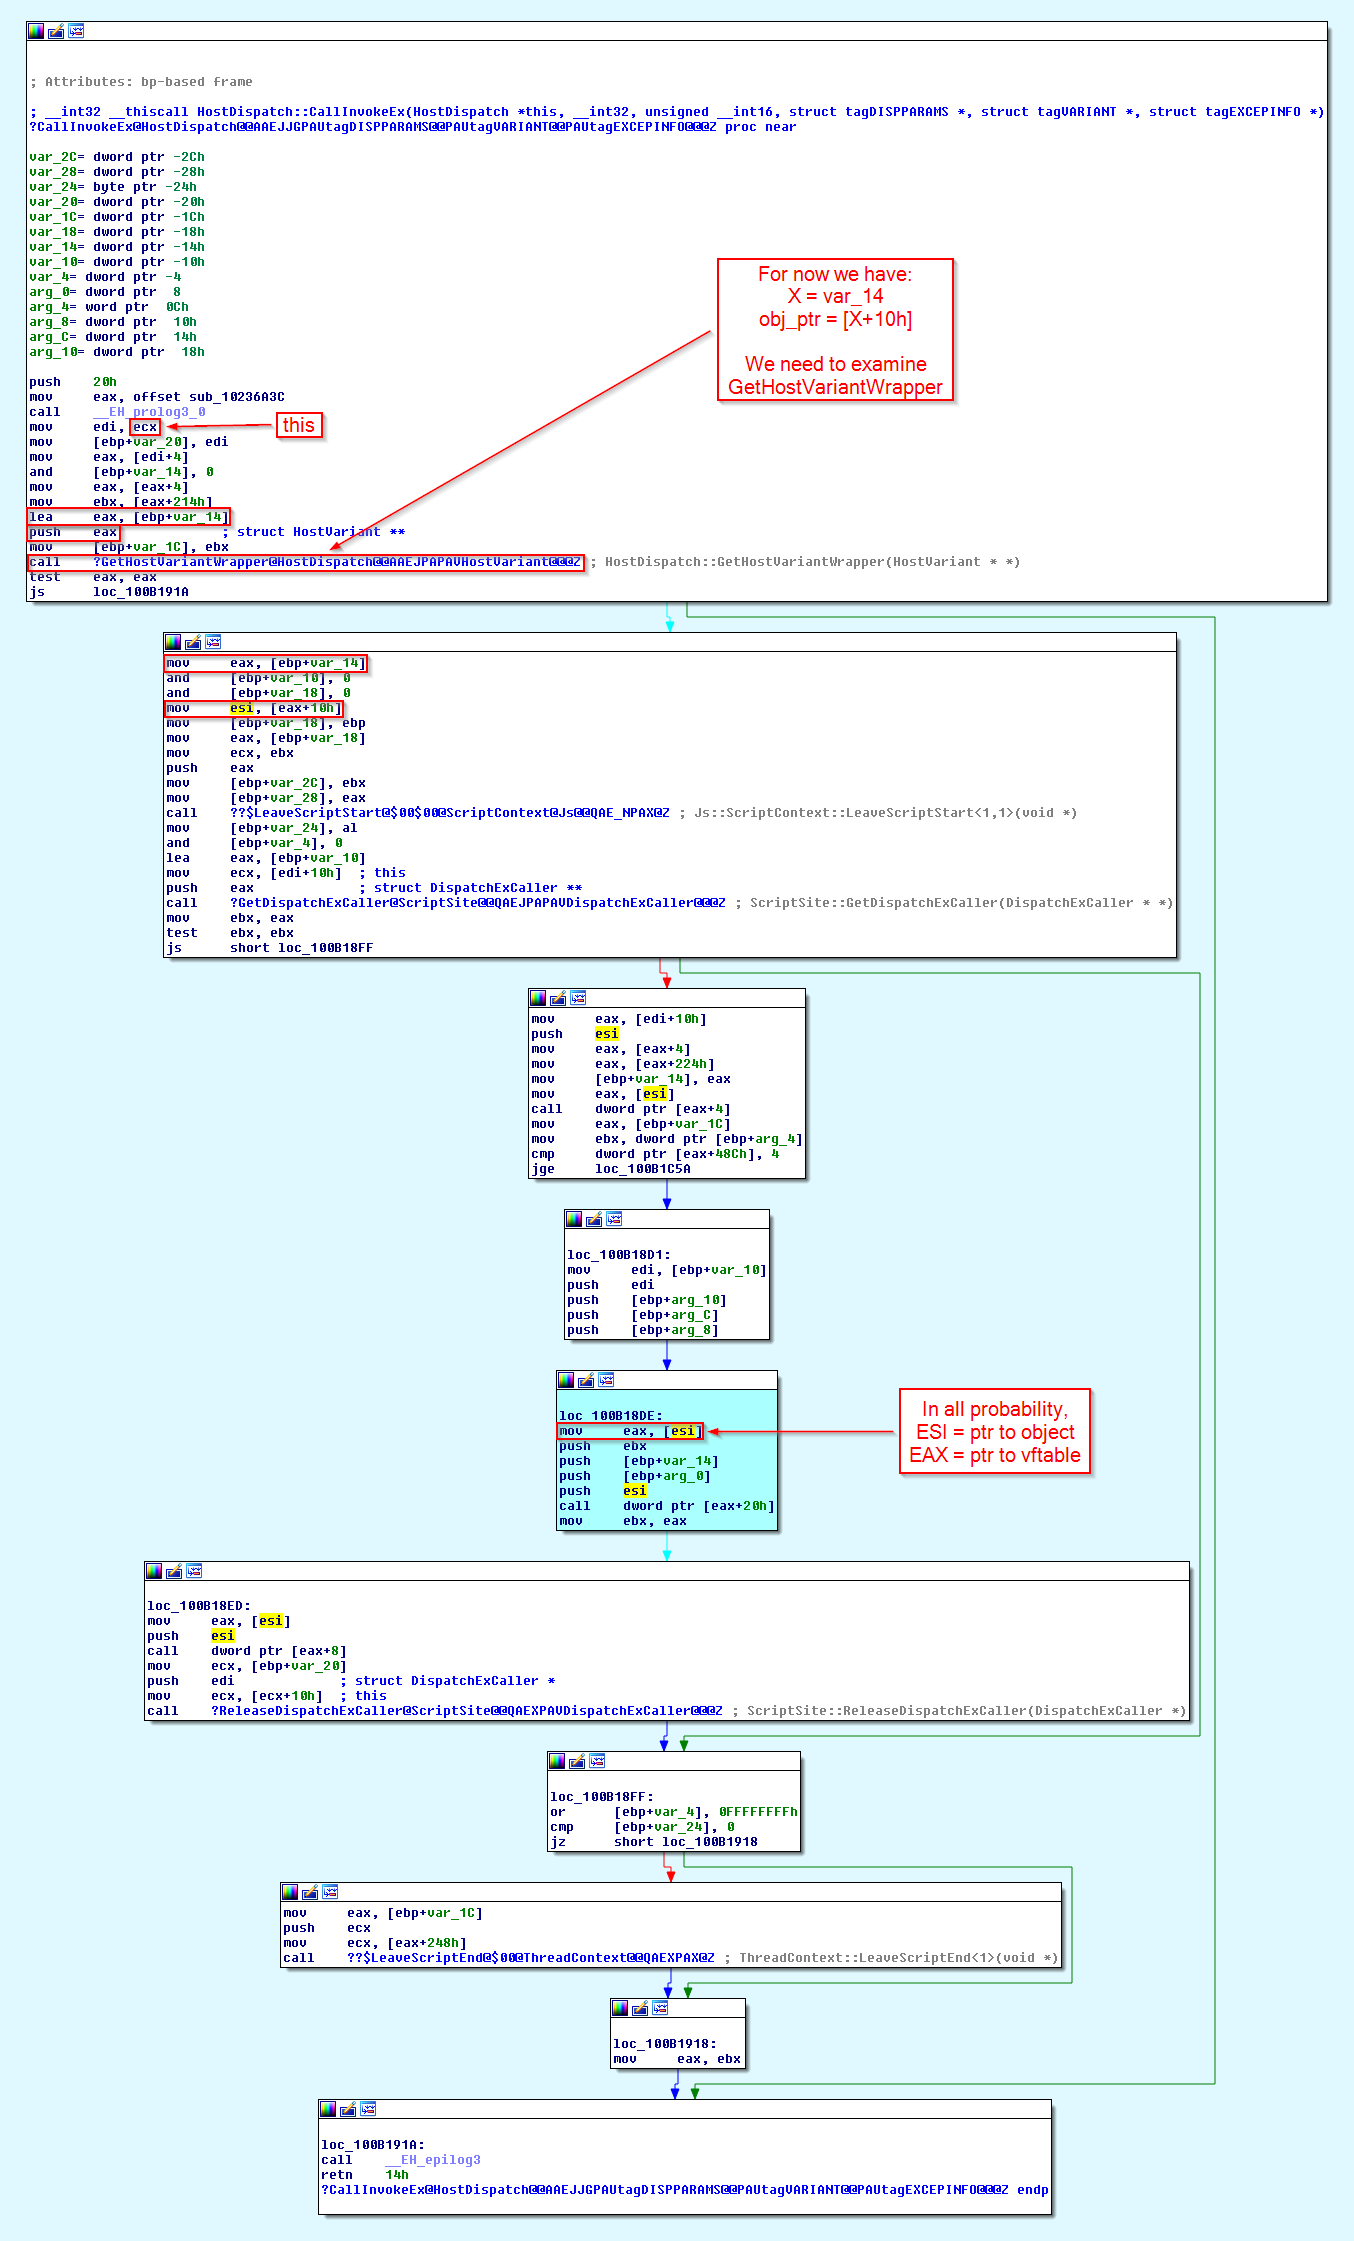 ; Attributes: bp-based frame
; __int32 __thiscall HostDispatch::CallInvokeEx(HostDispatch *this, __int32, unsigned __int16, struct tagDISPPARAMS *, struct tagVARIANT *, struct tagEXCEPINFO *)
?CallInvokeEx@HostDispatch@@AAEJJGPAUtagDISPPARAMS@@PAUtagVARIANT@@PAUtagEXCEPINFO@@@Z proc near
var_2C= dword ptr -2Ch
var_28= dword ptr -28h
var_24= byte ptr -24h
var_20= dword ptr -20h
var_1C= dword ptr -1Ch
var_18= dword ptr -18h
var_14= dword ptr -14h
var_10= dword ptr -10h
var_4= dword ptr -4
arg_0= dword ptr  8
arg_4= word ptr  0Ch
arg_8= dword ptr  10h
arg_C= dword ptr  14h
arg_10= dword ptr  18h
For now we have:
X = var_14
obj_ptr = [X+10h]
We need to examine
GetHostVariantWrapper
push    20h
mov     eax, offset sub_10236A3C
call    __EH_prolog3_0
mov     edi, ecx
this
mov     [ebp+var_20], edi
mov     eax, [edi+4]
and     [ebp+var_14], 0
mov     eax, [eax+4]
mov     ebx, [eax+214h]
lea     eax, [ebp+var_14]
push    eax             ; struct HostVariant **
mov     [ebp+var_1C], ebx
call    ?GetHostVariantWrapper@HostDispatch@@AAEJPAPAVHostVariant@@@Z ; HostDispatch::GetHostVariantWrapper(HostVariant * *)
test    eax, eax
js      loc_100B191A
mov     eax, [ebp+var_14]
and     [ebp+var_10], 0
and     [ebp+var_18], 0
mov     esi, [eax+10h]
mov     [ebp+var_18], ebp
mov     eax, [ebp+var_18]
mov     ecx, ebx
push    eax
mov     [ebp+var_2C], ebx
mov     [ebp+var_28], eax
call    ??$LeaveScriptStart@$00$00@ScriptContext@Js@@QAE_NPAX@Z ; Js::ScriptContext::LeaveScriptStart<1,1>(void *)
mov     [ebp+var_24], al
and     [ebp+var_4], 0
lea     eax, [ebp+var_10]
mov     ecx, [edi+10h]  ; this
push    eax             ; struct DispatchExCaller **
call    ?GetDispatchExCaller@ScriptSite@@QAEJPAPAVDispatchExCaller@@@Z ; ScriptSite::GetDispatchExCaller(DispatchExCaller * *)
mov     ebx, eax
test    ebx, ebx
js      short loc_100B18FF
mov     eax, [edi+10h]
push    esi
mov     eax, [eax+4]
mov     eax, [eax+224h]
mov     [ebp+var_14], eax
mov     eax, [esi]
call    dword ptr [eax+4]
mov     eax, [ebp+var_1C]
mov     ebx, dword ptr [ebp+arg_4]
cmp     dword ptr [eax+48Ch], 4
jge     loc_100B1C5A
loc_100B18D1:
mov     edi, [ebp+var_10]
push    edi
push    [ebp+arg_10]
push    [ebp+arg_C]
push    [ebp+arg_8]
loc_100B18DE:
mov     eax, [esi]
push    ebx
push    [ebp+var_14]
push    [ebp+arg_0]
push    esi
call    dword ptr [eax+20h]
mov     ebx, eax
In all probability,
ESI = ptr to object
EAX = ptr to vftable
loc_100B18ED:
mov     eax, [esi]
push    esi
call    dword ptr [eax+8]
mov     ecx, [ebp+var_20]
push    edi             ; struct DispatchExCaller *
mov     ecx, [ecx+10h]  ; this
call    ?ReleaseDispatchExCaller@ScriptSite@@QAEXPAVDispatchExCaller@@@Z ; ScriptSite::ReleaseDispatchExCaller(DispatchExCaller *)
loc_100B18FF:
or      [ebp+var_4], 0FFFFFFFFh
cmp     [ebp+var_24], 0
jz      short loc_100B1918
mov     eax, [ebp+var_1C]
push    ecx
mov     ecx, [eax+248h]
call    ??$LeaveScriptEnd@$00@ThreadContext@@QAEXPAX@Z ; ThreadContext::LeaveScriptEnd<1>(void *)
loc_100B1918:
mov     eax, ebx
loc_100B191A:
call    __EH_epilog3
retn    14h
?CallInvokeEx@HostDispatch@@AAEJJGPAUtagDISPPARAMS@@PAUtagVARIANT@@PAUtagEXCEPINFO@@@Z endp